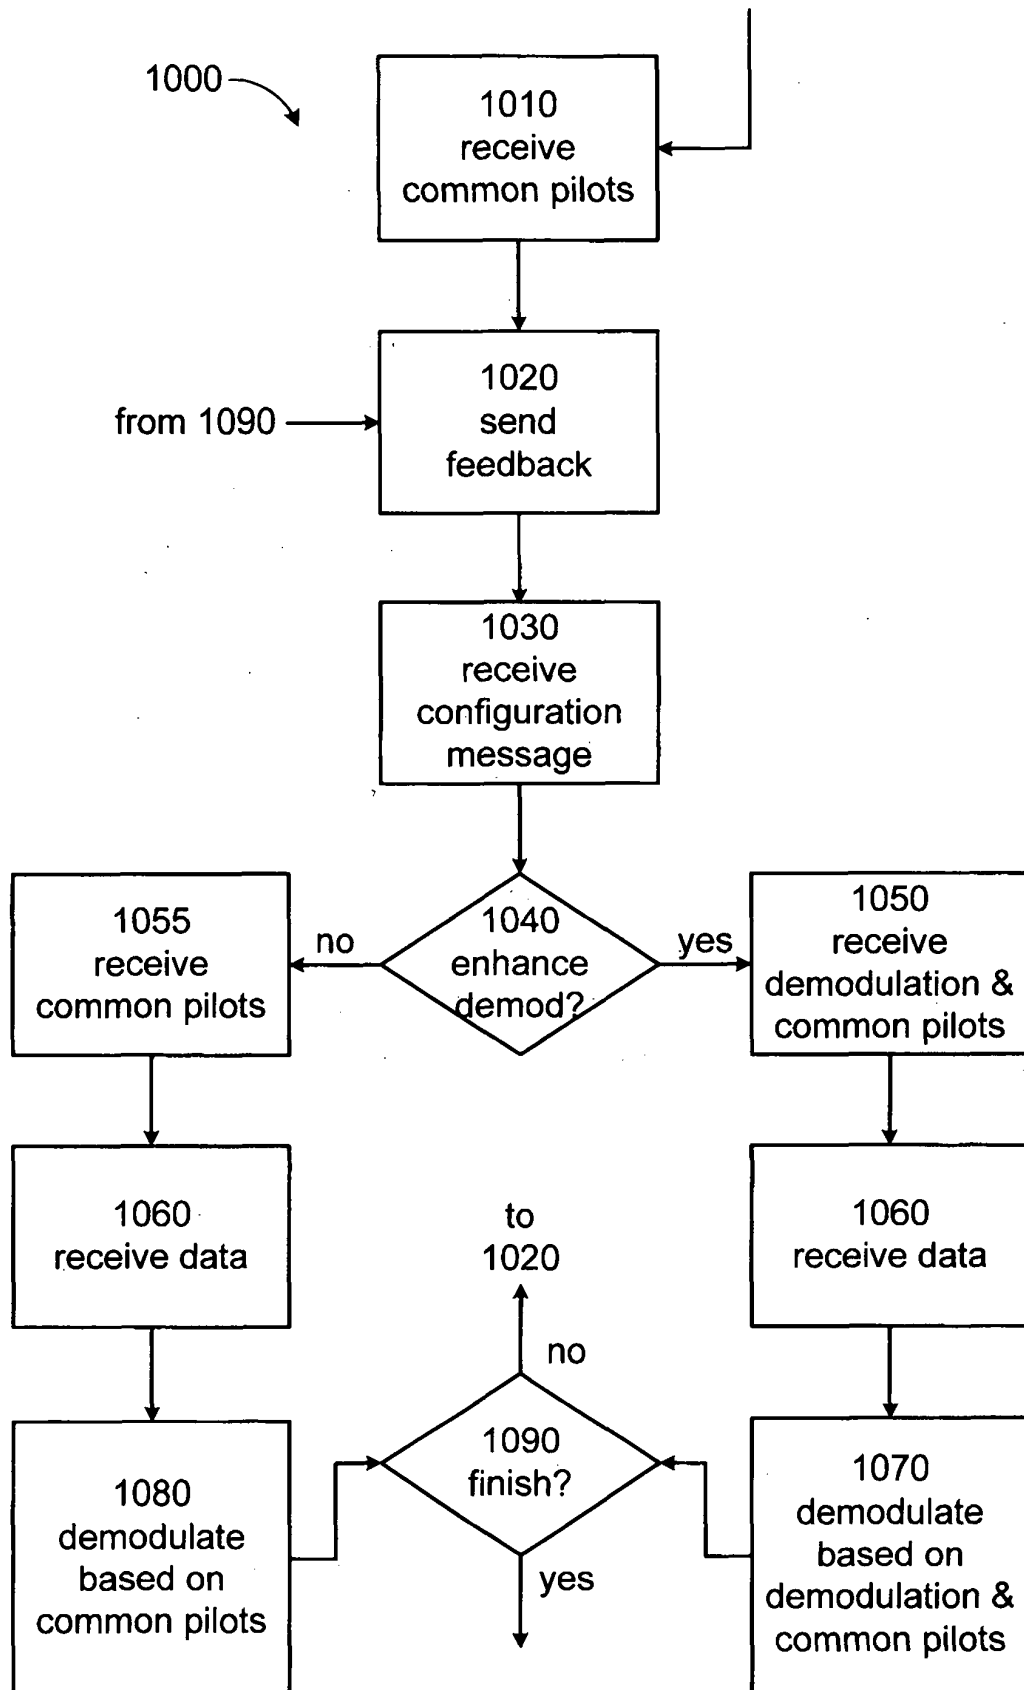 1000
1010
receive
common pilots
1020
send
feedback
from 1090
1030
receive
configuration
message
1040
enhance
demod?
no
yes
1055
receive
common pilots
1050
receive
demodulation &
common pilots
1060
receive data
to
1020
1060
receive data
no
1090
finish?
yes
1080
demodulate
based on
common pilots
1070
demodulate
based on
demodulation &
common pilots